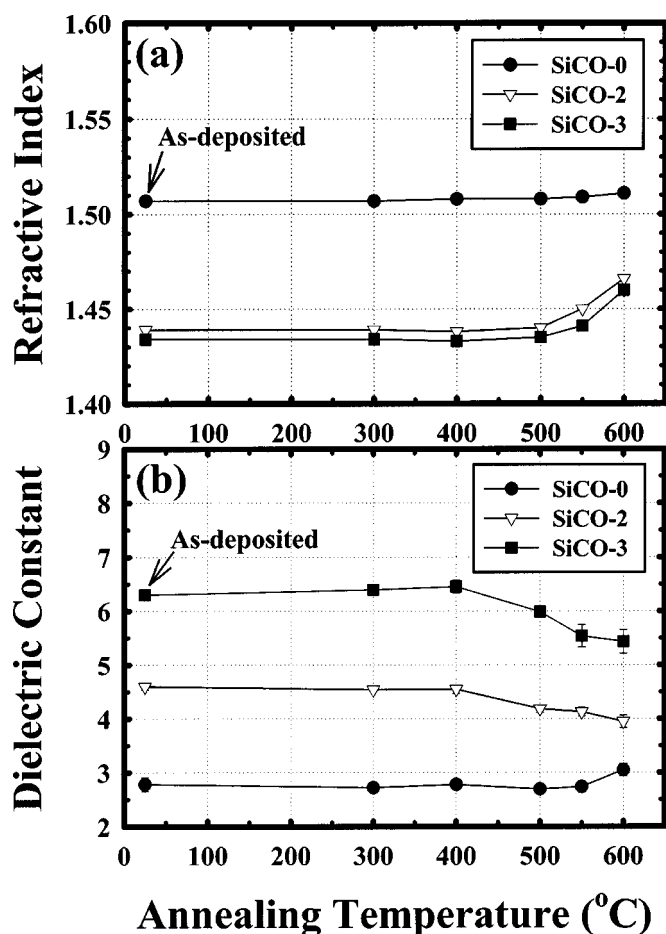 (a)
SiCO-0
SiCO-2
SiCO-3
As-deposited
Refractive Index
1.60
1.55
1.50
1.45
1.40
0 100 200 300 400 500 600
(b)
SiCO-0
SiCO-2
SiCO-3
As-deposited
Dielectric Constant
9
8
7
6
5
4
3
2
0 100 200 300 400 500 600
Annealing Temperature (°C)